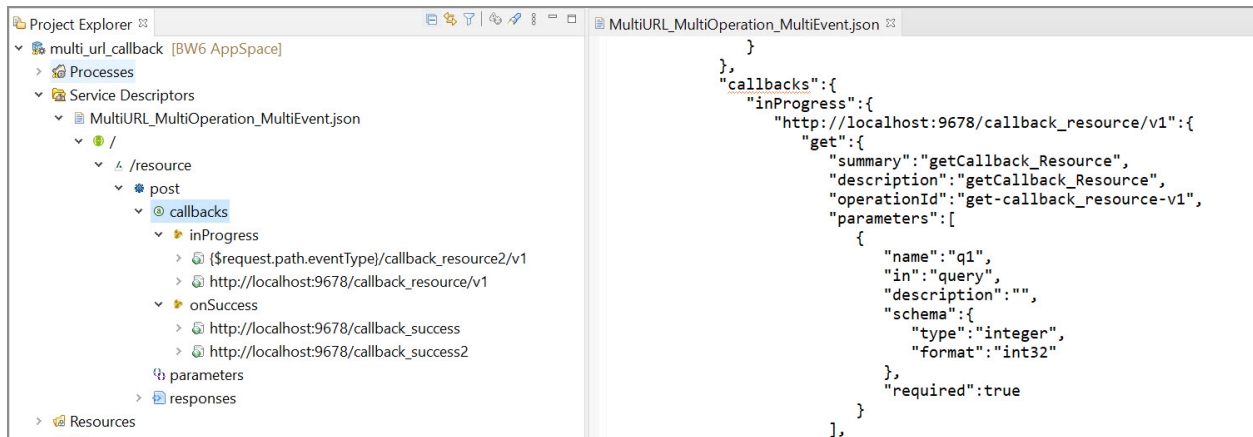 Project Explorer
multi_url_callback [BW6 AppSpace]
Processes
Service Descriptors
MultiURL_MultiOperation_MultiEvent.json
/
/resource
post
callbacks
inProgress
{$request.path.eventType}/callback_resource2/v1
http://localhost:9678/callback_resource/v1
onSuccess
http://localhost:9678/callback_success
http://localhost:9678/callback_success2
parameters
responses
Resources
MultiURL_MultiOperation_MultiEvent.json
}
},
"callbacks":{
"inProgress":{
"http://localhost:9678/callback_resource/v1":{
"get":{
"summary":"getCallback_Resource",
"description":"getCallback_Resource",
"operationId":"get-callback_resource-v1",
"parameters":[
{
"name":"q1",
"in":"query",
"description":"",
"schema":{
"type":"integer",
"format":"int32"
},
"required":true
}
],